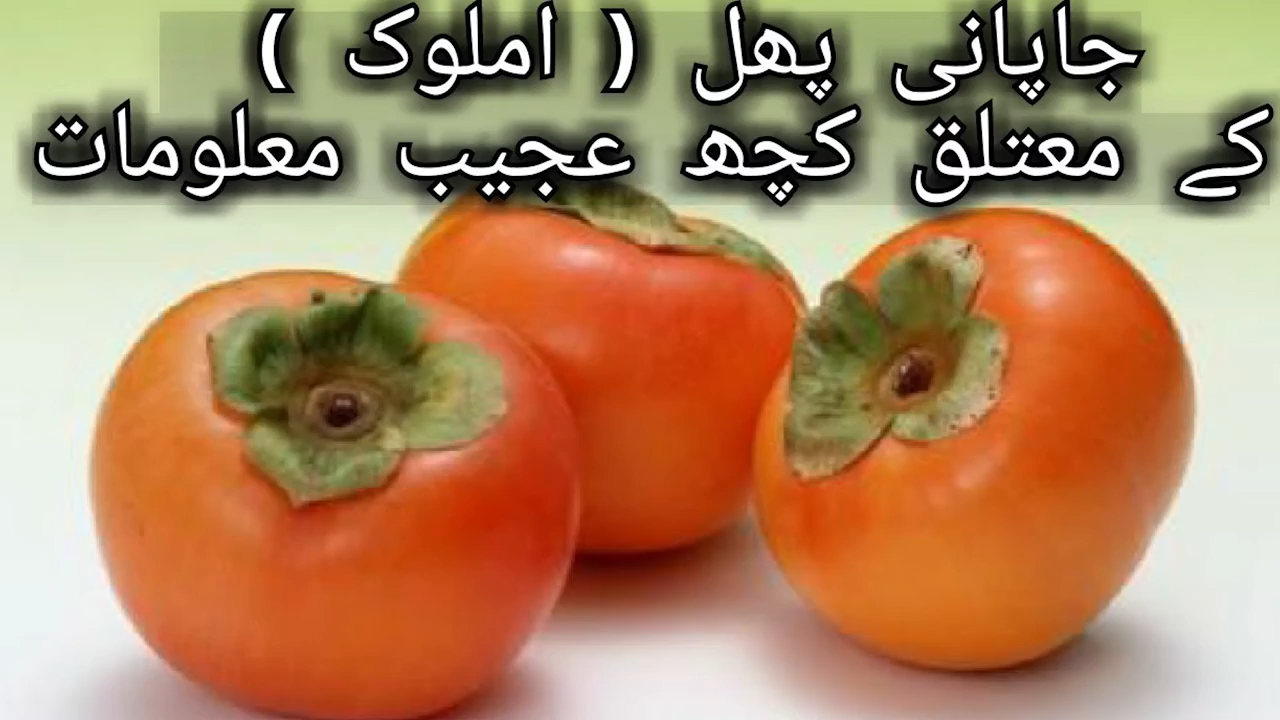 جاپانی پھل ( املوک )
کے معتلق کچھ عجیب معلومات